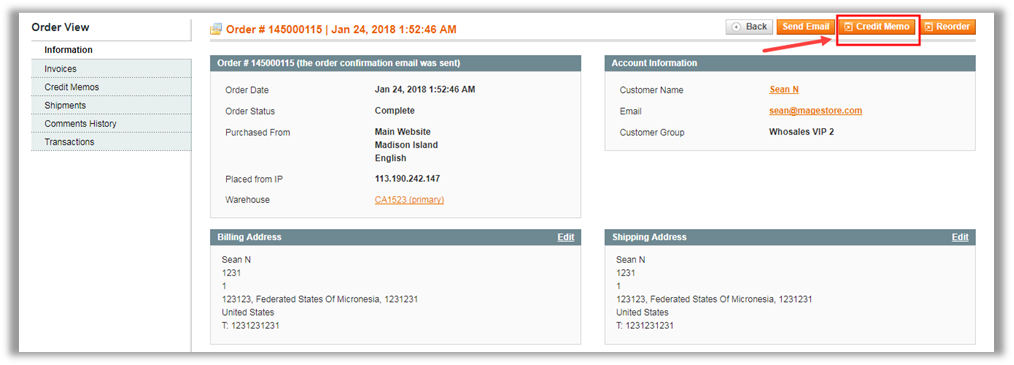 Order View
Information
Invoices
Credit Memos
Shipments
Comments History
Transactions
Order # 145000115 | Jan 24, 2018 1:52:46 AM
Back Send Email Credit Memo Reorder
Order # 145000115 (the order confirmation email was sent)
Order Date Jan 24, 2018 1:52:46 AM
Order Status Complete
Purchased From Main Website
Madison Island
English
Placed from IP 113.190.242.147
Warehouse CA1523 (primary)
Account Information
Customer Name Sean N
Email sean@magestore.com
Customer Group Whosales VIP 2
Billing Address Edit
Sean N
1231
1
123123, Federated States Of Micronesia, 1231231
United States
T: 1231231231
Shipping Address Edit
Sean N
1231
1
123123, Federated States Of Micronesia, 1231231
United States
T: 1231231231